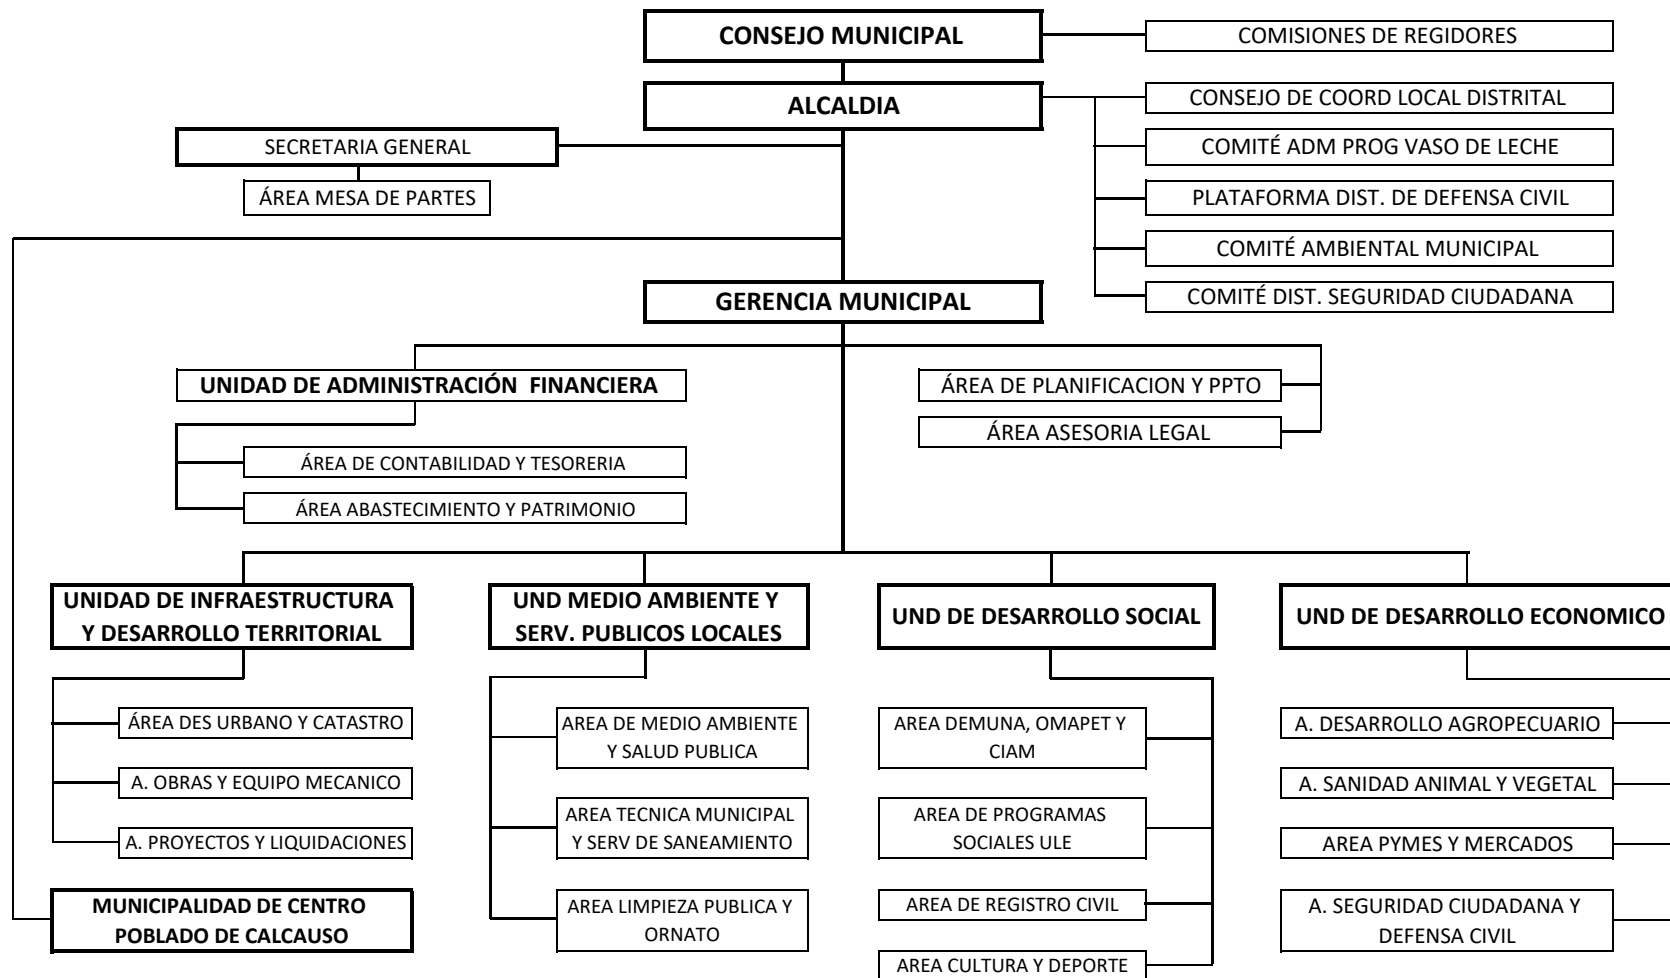 CONSEJO MUNICIPAL
COMISIONES DE REGIDORES
ALCALDIA
CONSEJO DE COORD LOCAL DISTRITAL
SECRETARIA GENERAL
COMITÉ ADM PROG VASO DE LECHE
ÁREA MESA DE PARTES
PLATAFORMA DIST. DE DEFENSA CIVIL
COMITÉ AMBIENTAL MUNICIPAL
GERENCIA MUNICIPAL
COMITÉ DIST. SEGURIDAD CIUDADANA
UNIDAD DE ADMINISTRACIÓN FINANCIERA
ÁREA DE PLANIFICACION Y PPTO
ÁREA ASESORIA LEGAL
ÁREA DE CONTABILIDAD Y TESORERIA
ÁREA ABASTECIMIENTO Y PATRIMONIO
UNIDAD DE INFRAESTRUCTURA
Y DESARROLLO TERRITORIAL
UND MEDIO AMBIENTE Y
SERV. PUBLICOS LOCALES
UND DE DESARROLLO SOCIAL
UND DE DESARROLLO ECONOMICO
ÁREA DES URBANO Y CATASTRO
A. OBRAS Y EQUIPO MECANICO
A. PROYECTOS Y LIQUIDACIONES
MUNICIPALIDAD DE CENTRO
POBLADO DE CALCAUSO
AREA DE MEDIO AMBIENTE
Y SALUD PUBLICA
AREA TECNICA MUNICIPAL
Y SERV DE SANEAMIENTO
AREA LIMPIEZA PUBLICA Y
ORNATO
AREA DEMUNA, OMAPET Y
CIAM
AREA DE PROGRAMAS
SOCIALES ULE
AREA DE REGISTRO CIVIL
AREA CULTURA Y DEPORTE
A. DESARROLLO AGROPECUARIO
A. SANIDAD ANIMAL Y VEGETAL
AREA PYMES Y MERCADOS
A. SEGURIDAD CIUDADANA Y
DEFENSA CIVIL